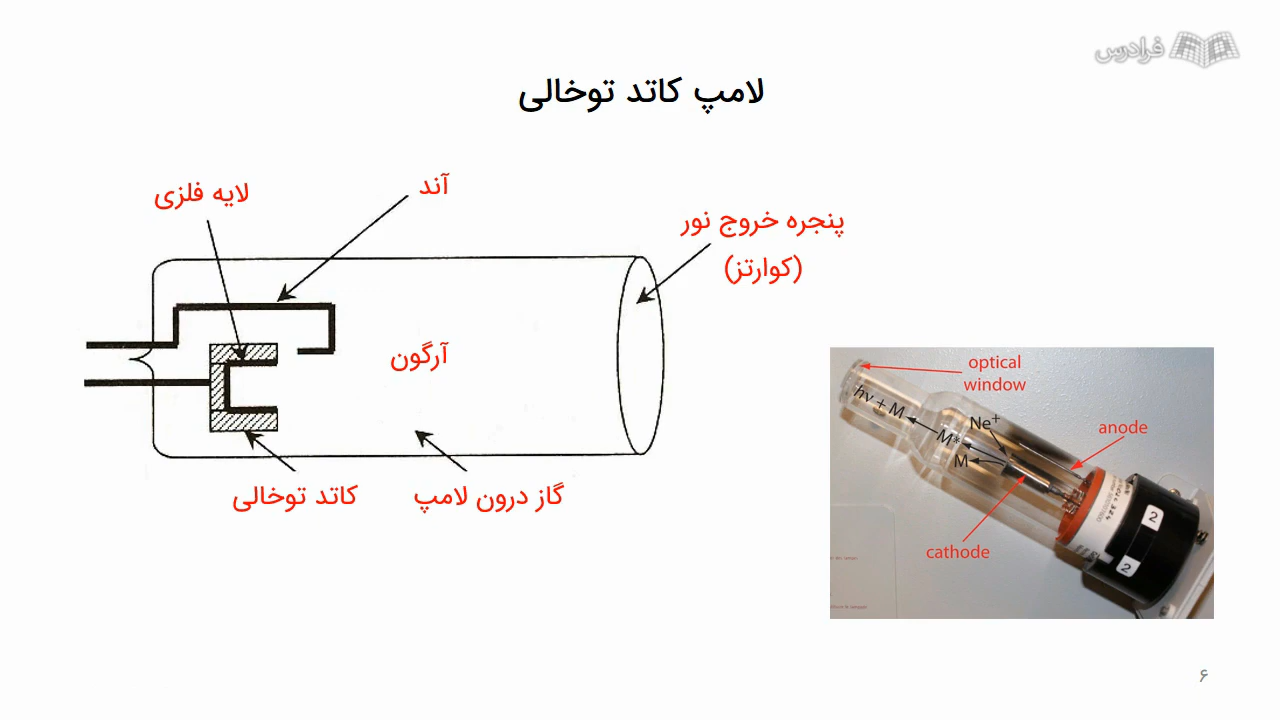 فرادرس
لامپ کاتد توخالی
لایه فلزی
آند
پنجره خروج نور
(کوارتز)
آرگون
کاتد توخالی
گاز درون لامپ
optical
window
hν + M
Ne+
M*
M
anode
cathode
2
2
۶